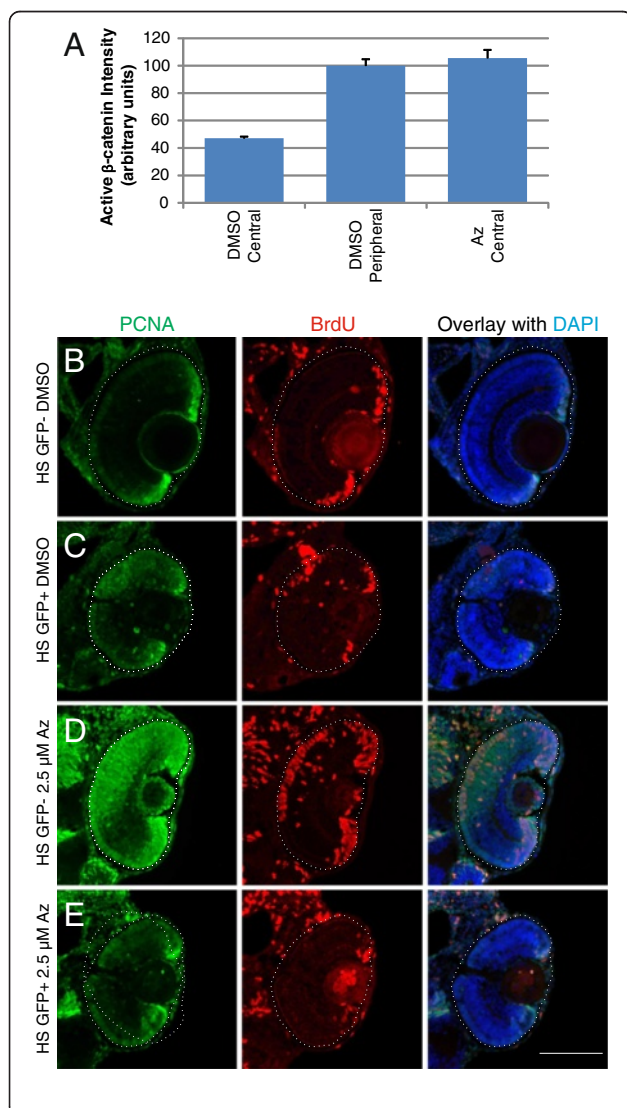 A
Active β-catenin Intensity
(arbitrary units)
120
100
80
60
40
20
0
DMSO
Central
DMSO
Peripheral
Az
Central
PCNA
BrdU
Overlay with DAPI
B
HS GFP- DMSO
C
HS GFP+ DMSO
D
HS GFP- 2.5 µM Az
E
HS GFP+ 2.5 µM Az